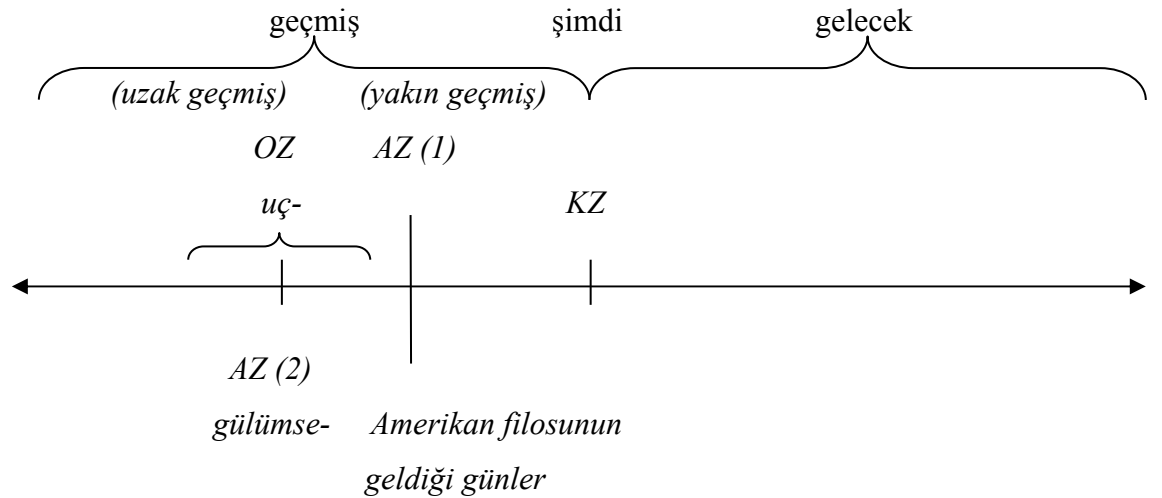 geçmiş şimdi gelecek
(uzak geçmiş) (yakın geçmiş)
OZ AZ (1)
uç- KZ
AZ (2)
gülümse- Amerikan filosunun
geldiği günler